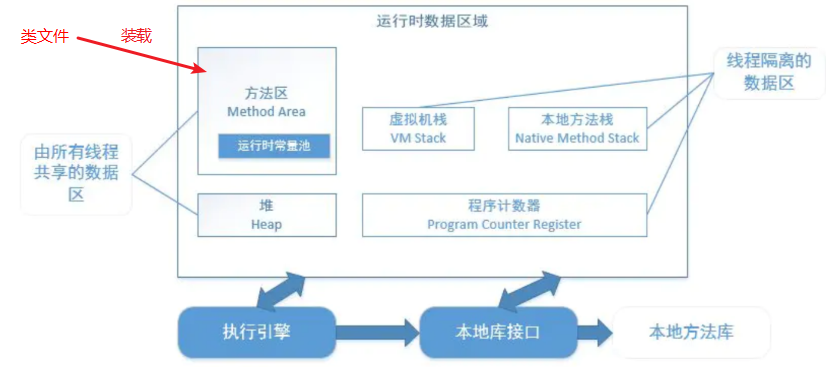 运行时数据区域
类文件
装载
线程隔离的
数据区
方法区
Method Area
运行时常量池
虚拟机栈
VM Stack
本地方法栈
Native Method Stack
由所有线程
共享的数据
区
堆
Heap
程序计数器
Program Counter Register
执行引擎
本地库接口
本地方法库